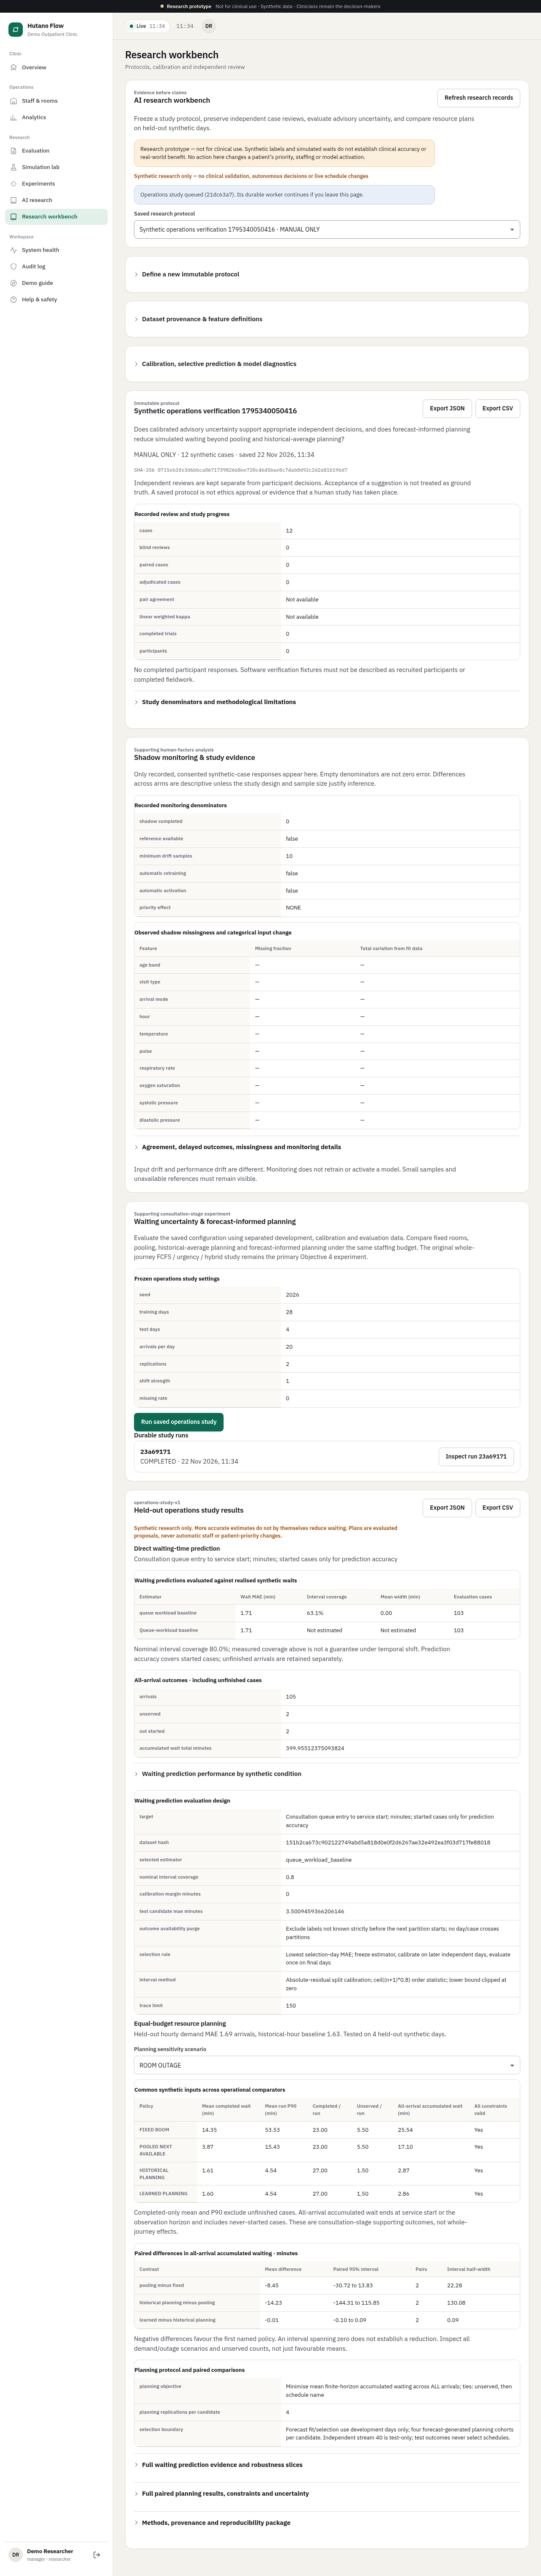 Research prototype Not for clinical use · Synthetic data · Clinicians remain the decision-makers
Hutano Flow
Demo Outpatient Clinic
Clinic
Overview
Operations
Staff & rooms
Analytics
Research
Evaluation
Simulation lab
Experiments
AI research
Research workbench
Workspace
System health
Audit log
Demo guide
Help & safety
Live 11:34 11:34 DR
Research workbench
Protocols, calibration and independent review
Evidence before claims
AI research workbench
Refresh research records
Freeze a study protocol, preserve independent case reviews, evaluate advisory uncertainty, and compare resource plans
on held-out synthetic days.
Research prototype — not for clinical use. Synthetic labels and simulated waits do not establish clinical accuracy or
real-world benefit. No action here changes a patient's priority, staffing or model activation.
Synthetic research only — no clinical validation, autonomous decisions or live schedule changes
Operations study queued (21dc63a7). Its durable worker continues if you leave this page.
Saved research protocol
Synthetic operations verification 1795340050416 · MANUAL ONLY
Define a new immutable protocol
Dataset provenance & feature definitions
Calibration, selective prediction & model diagnostics
Immutable protocol
Synthetic operations verification 1795340050416
Export JSON
Export CSV
Does calibrated advisory uncertainty support appropriate independent decisions, and does forecast-informed planning
reduce simulated waiting beyond pooling and historical-average planning?
MANUAL ONLY · 12 synthetic cases · saved 22 Nov 2026, 11:34
Independent reviews are kept separate from participant decisions. Acceptance of a suggestion is not treated as ground
truth. A saved protocol is not ethics approval or evidence that a human study has taken place.
Recorded review and study progress
cases 12
blind reviews 0
paired cases 0
adjudicated cases 0
pair agreement Not available
linear weighted kappa Not available
completed trials 0
participants 0
No completed participant responses. Software verification fixtures must not be described as recruited participants or
completed fieldwork.
Study denominators and methodological limitations
Supporting human-factors analysis
Shadow monitoring & study evidence
Only recorded, consented synthetic-case responses appear here. Empty denominators are not zero error. Differences
across arms are descriptive unless the study design and sample size justify inference.
Recorded monitoring denominators
shadow completed 0
reference available false
minimum drift samples 10
automatic retraining false
automatic activation false
priority effect NONE
Observed shadow missingness and categorical input change
Feature Missing fraction Total variation from fit data
age band — —
visit type — —
arrival mode — —
hour — —
temperature — —
pulse — —
respiratory rate — —
oxygen saturation — —
systolic pressure — —
diastolic pressure — —
Agreement, delayed outcomes, missingness and monitoring details
Input drift and performance drift are different. Monitoring does not retrain or activate a model. Small samples and
unavailable references must remain visible.
Supporting consultation-stage experiment
Waiting uncertainty & forecast-informed planning
Evaluate the saved configuration using separated development, calibration and evaluation data. Compare fixed rooms,
pooling, historical-average planning and forecast-informed planning under the same staffing budget. The original whole-
journey FCFS / urgency / hybrid study remains the primary Objective 4 experiment.
Frozen operations study settings
seed 2026
training days 28
test days 4
arrivals per day 20
replications 2
shift strength 1
missing rate 0
Run saved operations study
Durable study runs
23a69171
COMPLETED · 22 Nov 2026, 11:34
Inspect run 23a69171
operations-study-v1
Held-out operations study results
Export JSON
Export CSV
Synthetic research only. More accurate estimates do not by themselves reduce waiting. Plans are evaluated
proposals, never automatic staff or patient-priority changes.
Direct waiting-time prediction
Consultation queue entry to service start; minutes; started cases only for prediction accuracy
Waiting predictions evaluated against realised synthetic waits
Estimator Wait MAE (min) Interval coverage Mean width (min) Evaluation cases
queue workload baseline 1.71 63.1% 0.00 103
Queue-workload baseline 1.71 Not estimated Not estimated 103
Nominal interval coverage 80.0%; measured coverage above is not a guarantee under temporal shift. Prediction
accuracy covers started cases; unfinished arrivals are retained separately.
All-arrival outcomes · including unfinished cases
arrivals 105
unserved 2
not started 2
accumulated wait total minutes 399.95512375093824
Waiting prediction performance by synthetic condition
Waiting prediction evaluation design
target Consultation queue entry to service start; minutes; started cases only for prediction
accuracy
dataset hash
selected estimator queue_workload_baseline
nominal interval coverage 0.8
calibration margin minutes 0
test candidate mae minutes 3.5009459366206146
outcome availability purge Exclude labels not known strictly before the next partition starts; no day/case crosses
partitions
selection rule Lowest selection-day MAE; freeze estimator, calibrate on later independent days, evaluate
once on final days
interval method Absolute-residual split calibration; ceil((n+1)*0.8) order statistic; lower bound clipped at
zero
trace limit 150
Equal-budget resource planning
Held-out hourly demand MAE 1.69 arrivals, historical-hour baseline 1.63. Tested on 4 held-out synthetic days.
Planning sensitivity scenario
ROOM OUTAGE
Common synthetic inputs across operational comparators
Policy Mean completed wait (min) Mean run P90 (min) Completed / run Unserved / run All-arrival accumulated wait (min) All constraints valid
FIXED ROOM 14.35 53.53 23.00 5.50 25.54 Yes
POOLED NEXT AVAILABLE 3.87 15.43 23.00 5.50 17.10 Yes
HISTORICAL PLANNING 1.61 4.54 27.00 1.50 2.87 Yes
LEARNED PLANNING 1.60 4.54 27.00 1.50 2.86 Yes
Completed-only mean and P90 exclude unfinished cases. All-arrival accumulated wait ends at service start or the
observation horizon and includes never-started cases. These are consultation-stage supporting outcomes, not whole-
journey effects.
Paired differences in all-arrival accumulated waiting · minutes
Contrast Mean difference Paired 95% interval Pairs Interval half-width
pooling minus fixed -8.45 -30.72 to 13.83 2 22.28
historical planning minus pooling -14.23 -144.31 to 115.85 2 130.08
learned minus historical planning -0.01 -0.10 to 0.09 2 0.09
Negative differences favour the first named policy. An interval spanning zero does not establish a reduction. Inspect all
demand/outage scenarios and unserved counts, not just favourable means.
Planning protocol and paired comparisons
planning objective Minimise mean finite-horizon accumulated waiting across ALL arrivals; ties: unserved, then
schedule name
planning replications per candidate 4
selection boundary Forecast fit/selection use development days only; four forecast-generated planning cohorts
per candidate. Independent stream 40 is test-only; test outcomes never select schedules.
Full waiting prediction evidence and robustness slices
Full paired planning results, constraints and uncertainty
Methods, provenance and reproducibility package
DR
Demo Researcher
manager · researcher